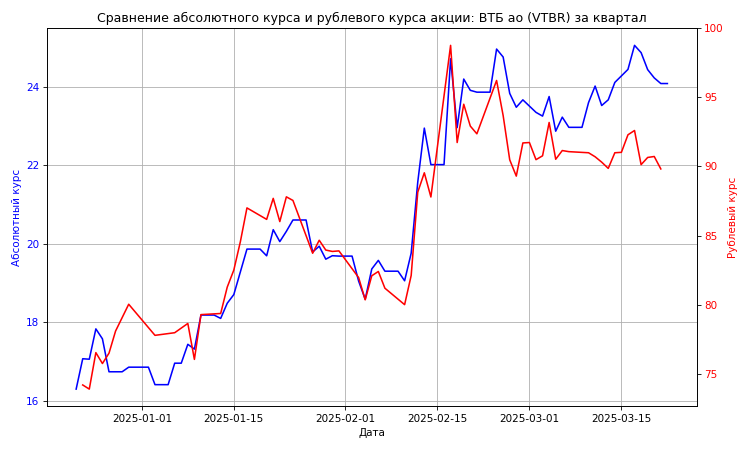 Сравнение абсолютного курса и рублевого курса акции: ВТБ ао (VTBR) за квартал
Абсолютный курс
24
22
20
18
16
100
95
90
85
80
75
Рублевый курс
2025-01-01 2025-01-15 2025-02-01 2025-02-15 2025-03-01 2025-03-15
Дата